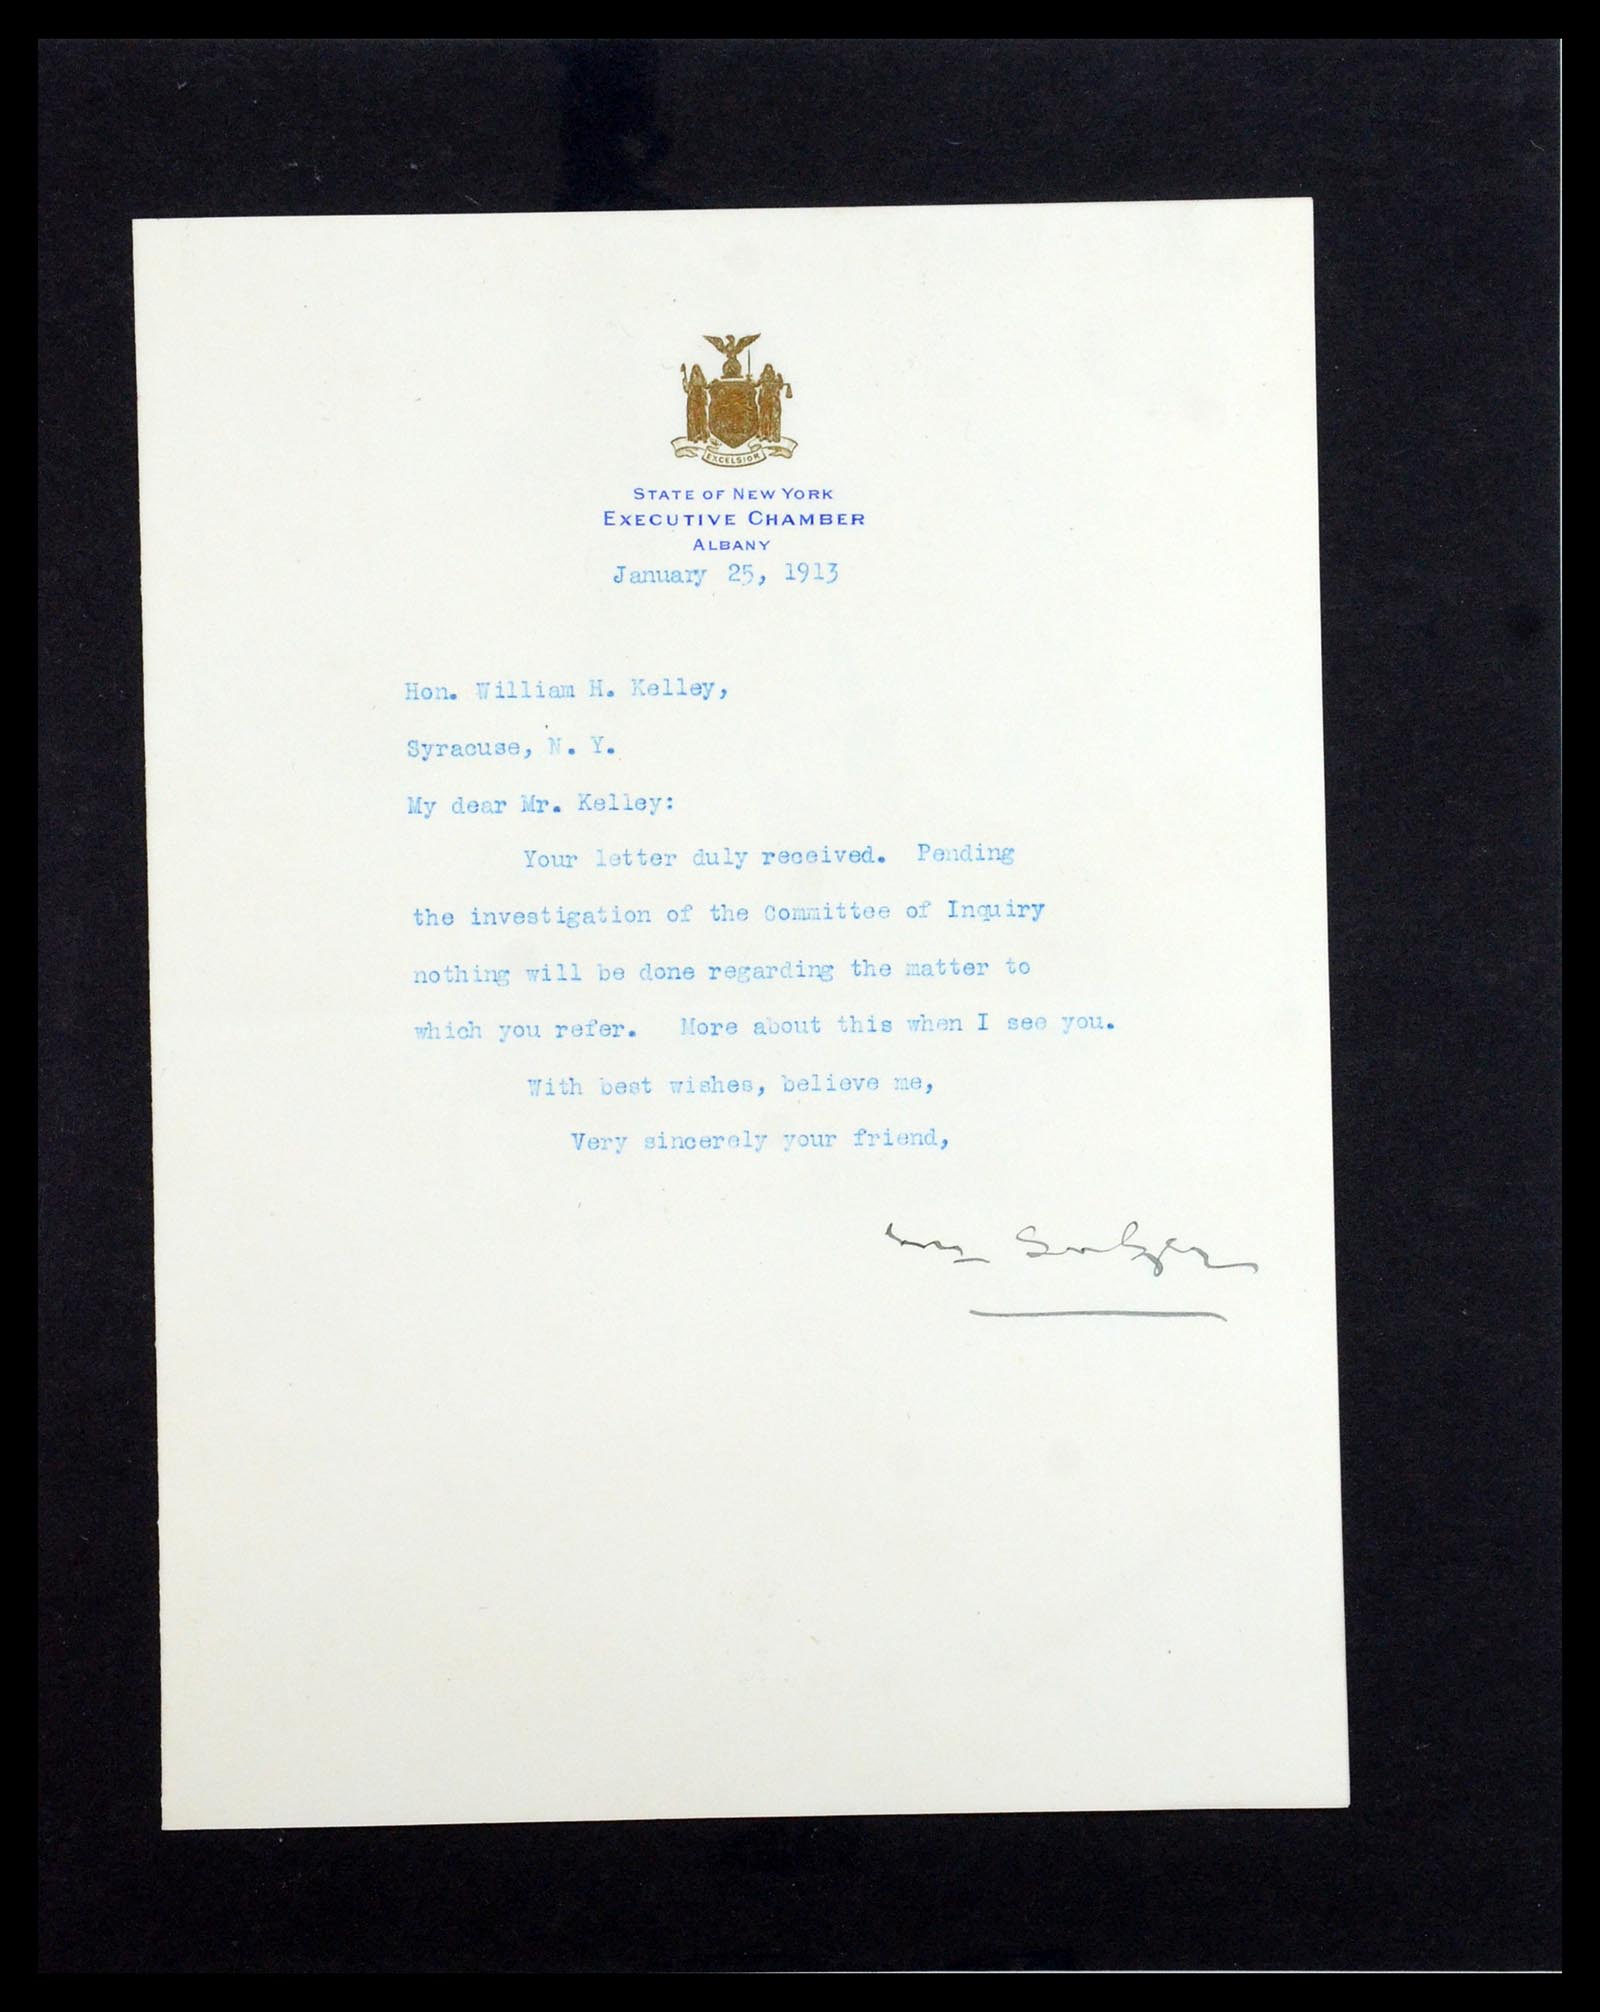 EXCELSIOR
STATE OF NEW YORK
EXECUTIVE CHAMBER
ALBANY
January 25, 1913
Hon. William H. Kelley,
Syracuse, N. Y.
My dear Mr. Kelley:
Your letter duly received. Pending
the investigation of the Committee of Inquiry
nothing will be done regarding the matter to
which you refer. More about this when I see you.
With best wishes, believe me,
Very sincerely your friend,
Wm Sulzer